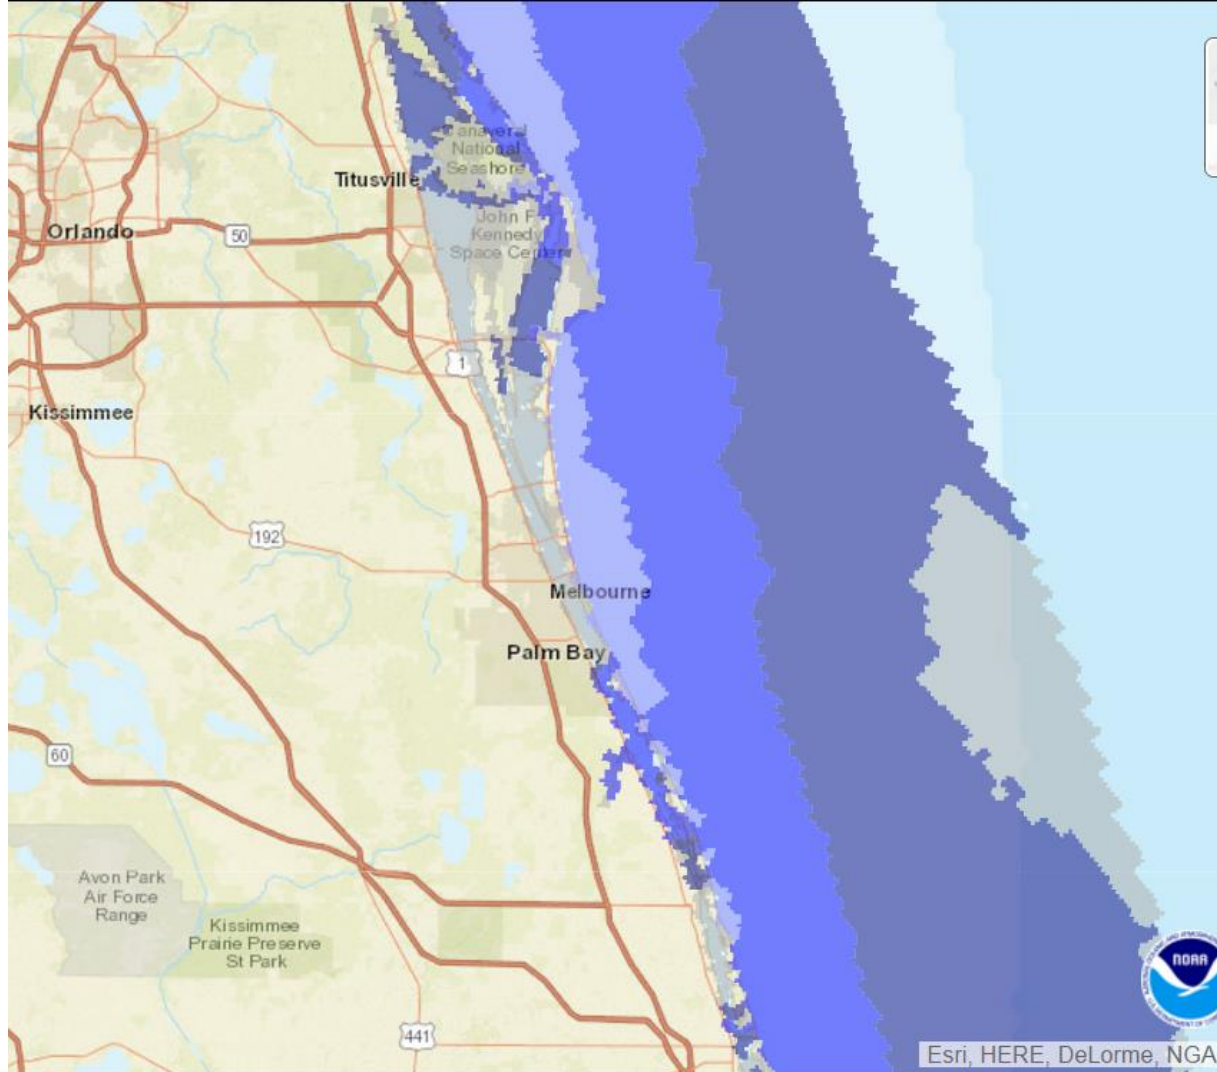 Canaveral
National
Seashore
Titusville
John F
Kennedy
Space Center
Orlando
50
1
Kissimmee
192
Melbourne
Palm Bay
60
Avon Park
Air Force
Range
Kissimmee
Prairie Preserve
St Park
NOAA
441
Esri, HERE, DeLorme, NGA